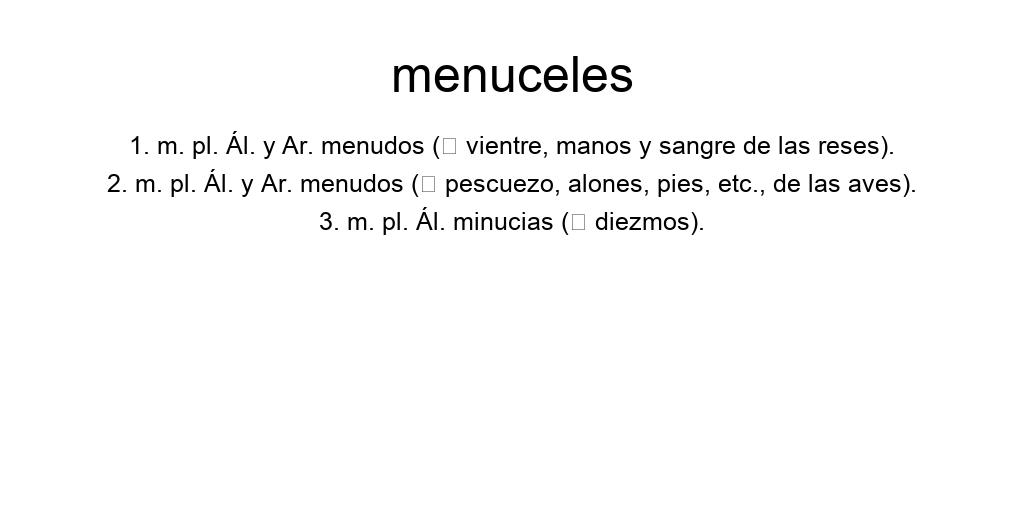 menuceles
1. m. pl. Ál. y Ar. menudos (□ vientre, manos y sangre de las reses).
2. m. pl. Ál. y Ar. menudos (□ pescuezo, alones, pies, etc., de las aves).
3. m. pl. Ál. minucias (□ diezmos).